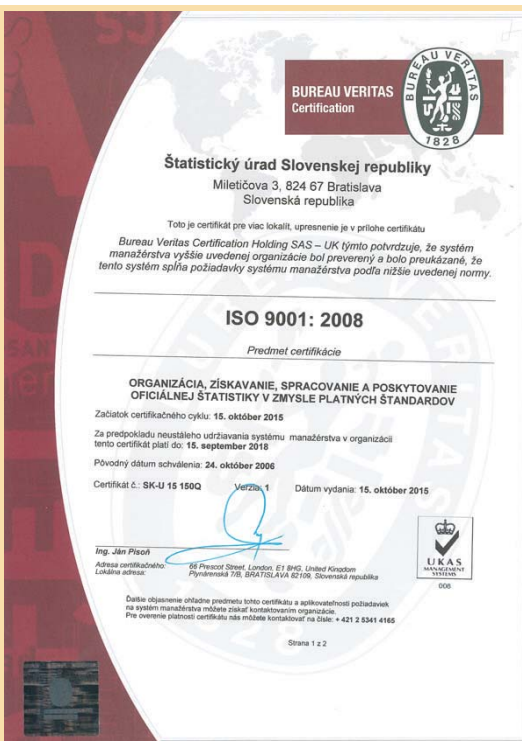 BUREAU VERITAS
Certification
BUREAU VERITAS
1828
Štatistický úrad Slovenskej republiky
Miletičova 3, 824 67 Bratislava
Slovenská republika
Toto je certifikát pre viac lokalít, upresnenie je v prílohe certifikátu
Bureau Veritas Certification Holding SAS – UK týmto potvrdzuje, že systém
manažérstva vyššie uvedenej organizácie bol preverený a bolo preukázané, že
tento systém spĺňa požiadavky systému manažérstva podľa nižšie uvedenej normy.
ISO 9001: 2008
Predmet certifikácie
ORGANIZÁCIA, ZÍSKAVANIE, SPRACOVANIE A POSKYTOVANIE
OFICIÁLNEJ ŠTATISTIKY V ZMYSLE PLATNÝCH ŠTANDARDOV
Začiatok certifikačného cyklu: 15. október 2015
Za predpokladu neustáleho udržiavania systému manažérstva v organizácii
tento certifikát platí do: 15. september 2018
Pôvodný dátum schválenia: 24. október 2006
Certifikát č.: SK-U 15 150Q Verzia: 1 Dátum vydania: 15. október 2015
Ing. Ján Pisoň
Adresa certifikačného: 66 Prescot Street, London, E1 8HG, United Kingdom
Lokálna adresa: Plynárenská 7/B, BRATISLAVA 82109, Slovenská republika
UKAS
MANAGEMENT
SYSTEMS
008
Ďalšie objasnenie ohľadne predmetu tohto certifikátu a aplikovateľnosti požiadaviek
na systém manažérstva môžete získať kontaktovaním organizácie.
Pre overenie platnosti certifikátu nás môžete kontaktovať na čísle: + 421 2 5341 4165
Strana 1 z 2